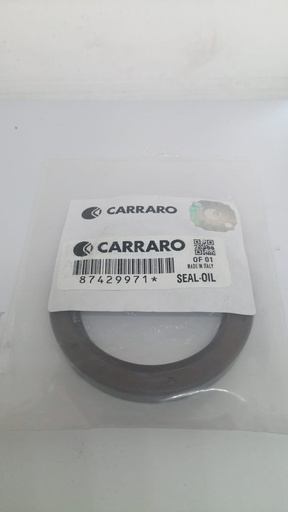 CARRARO
CARRARO
OF 01
MADE IN ITALY
87429971*
SEAL-OIL